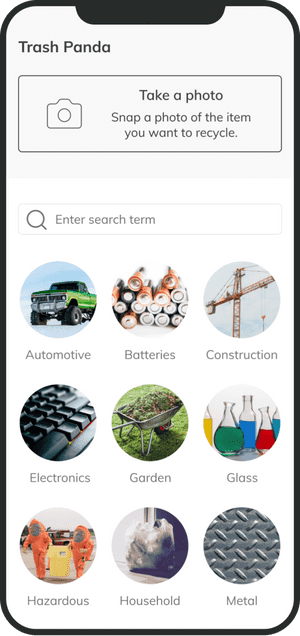 Trash Panda
Take a photo
Snap a photo of the item
you want to recycle.
Enter search term
Automotive
Batteries
Construction
Electronics
Garden
Glass
Hazardous
Household
Metal